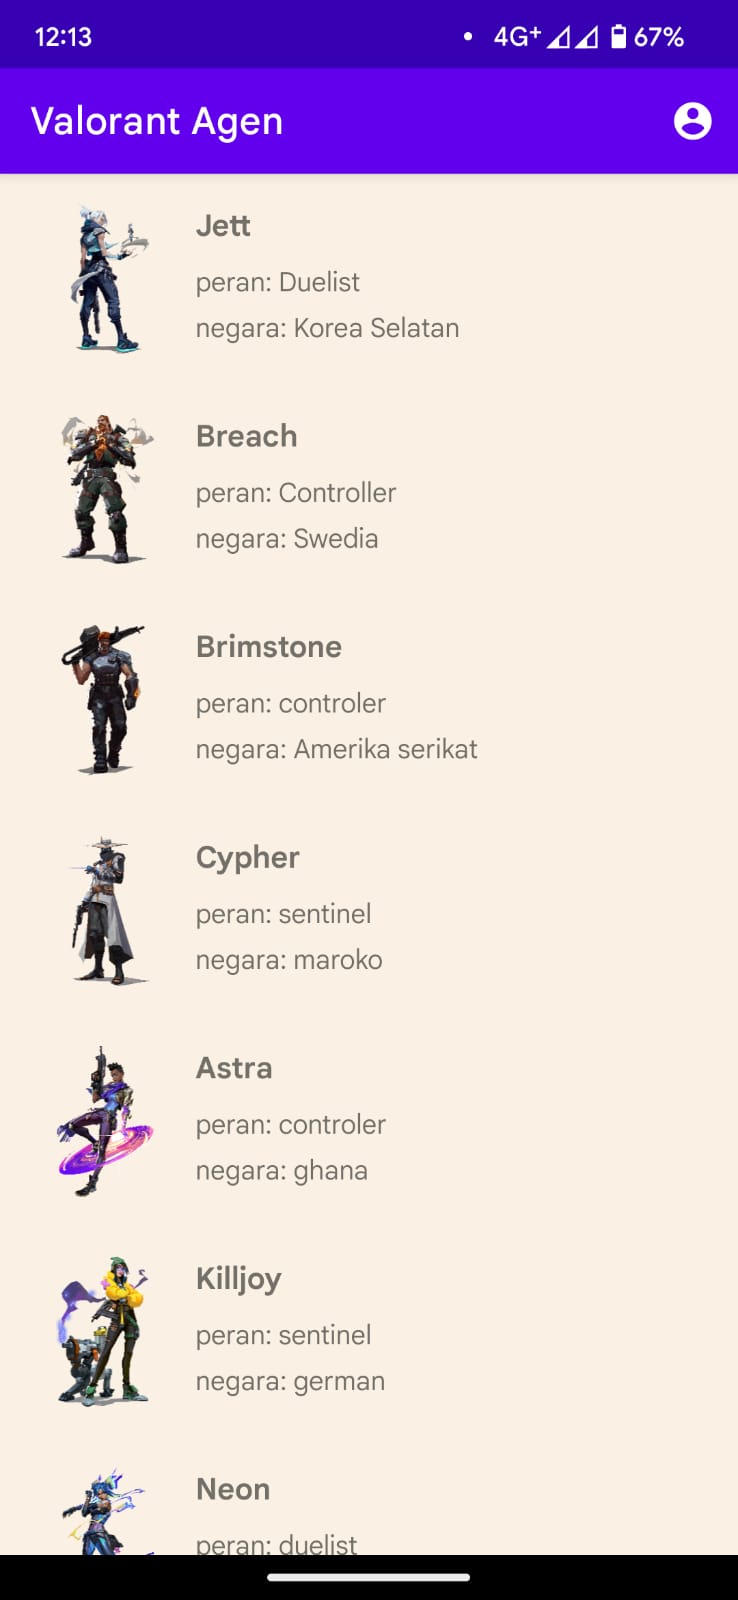 12:13
4G+ 67%
Valorant Agen
Jett
peran: Duelist
negara: Korea Selatan
Breach
peran: Controller
negara: Swedia
Brimstone
peran: controler
negara: Amerika serikat
Cypher
peran: sentinel
negara: maroko
Astra
peran: controler
negara: ghana
Killjoy
peran: sentinel
negara: german
Neon
peran: duelist